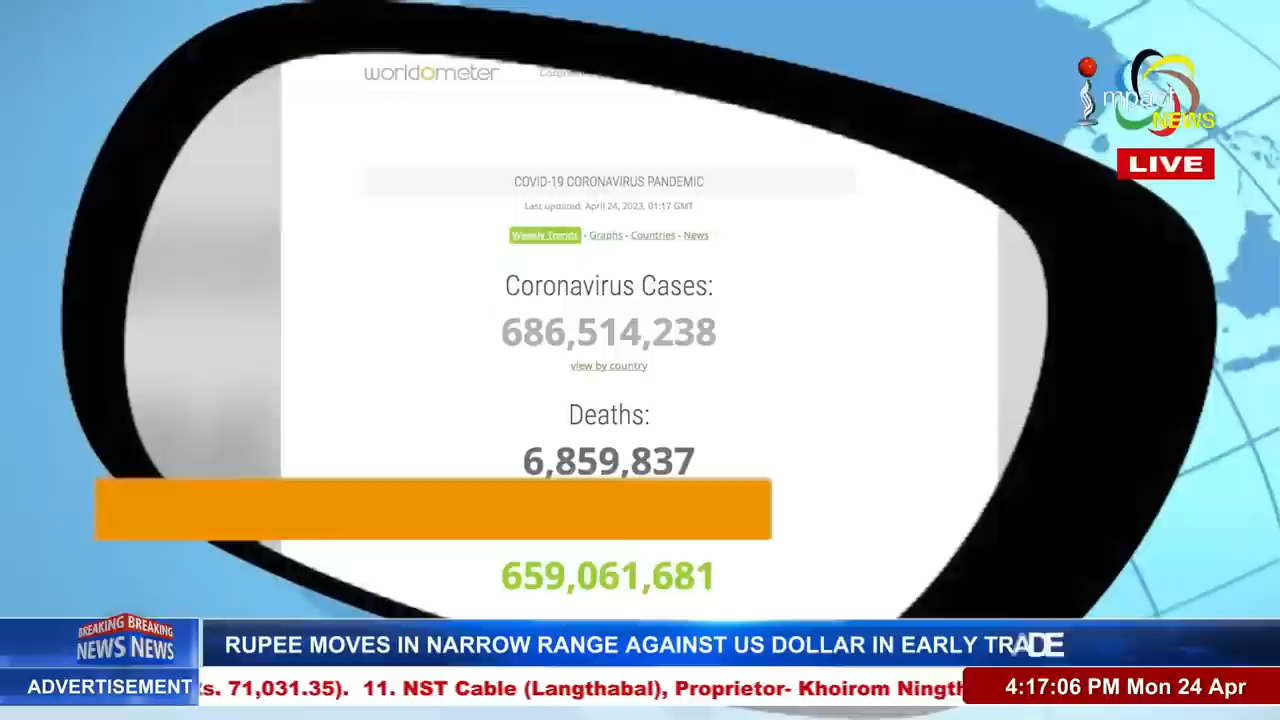 worldometer
mpact
NEWS
LIVE
COVID-19 CORONAVIRUS PANDEMIC
Last updated: April 24, 2023, 01:17 GMT
Weekly Trends - Graphs - Countries - News
Coronavirus Cases:
686,514,238
view by country
Deaths:
6,859,837
659,061,681
BREAKING BREAKING
NEWS NEWS
RUPEE MOVES IN NARROW RANGE AGAINST US DOLLAR IN EARLY TRADE
ADVERTISEMENT
s. 71,031.35). 11. NST Cable (Langthabal), Proprietor- Khoirom Ningth
4:17:06 PM Mon 24 Apr